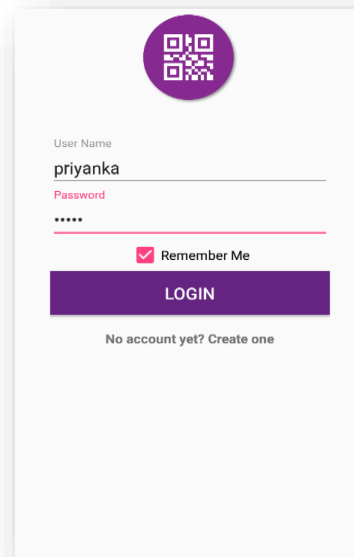 User Name
priyanka
Password
•••••
Remember Me
LOGIN
No account yet? Create one